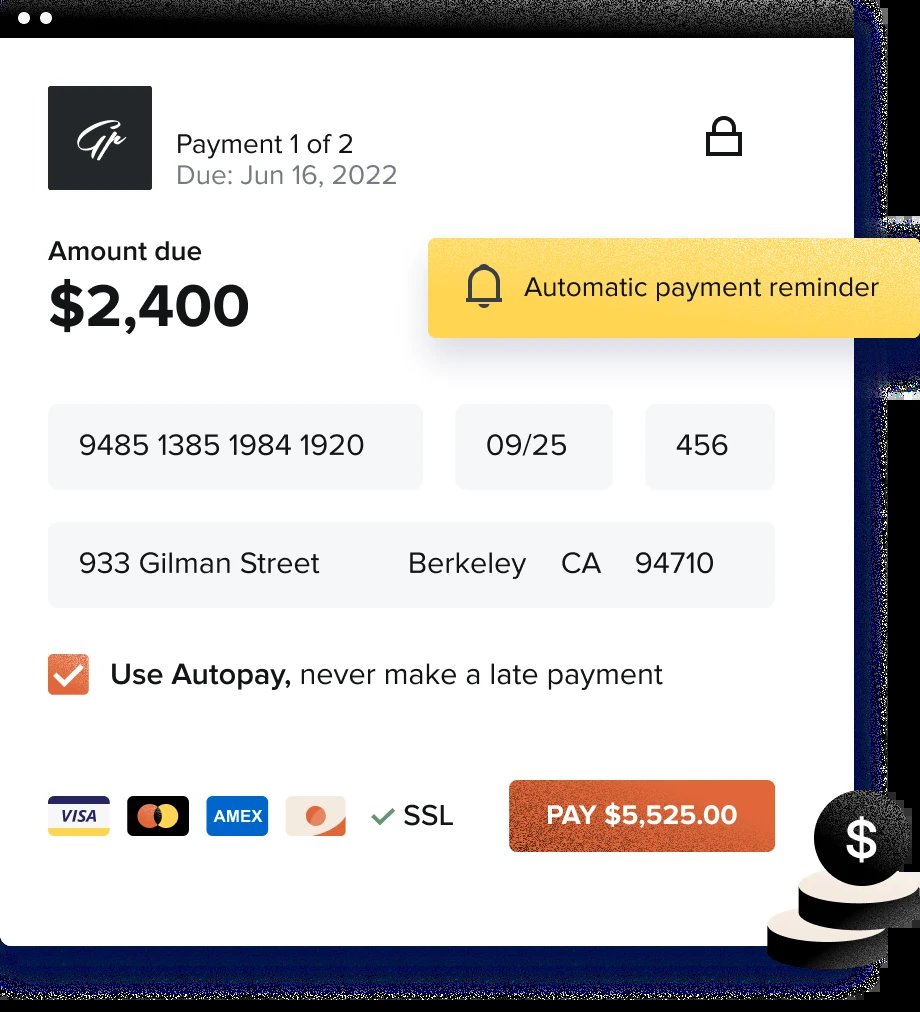 Gr
Payment 1 of 2
Due: Jun 16, 2022
Amount due
$2,400
Automatic payment reminder
9485 1385 1984 1920 09/25 456
933 Gilman Street Berkeley CA 94710
Use Autopay, never make a late payment
VISA AMEX SSL PAY $5,525.00
$